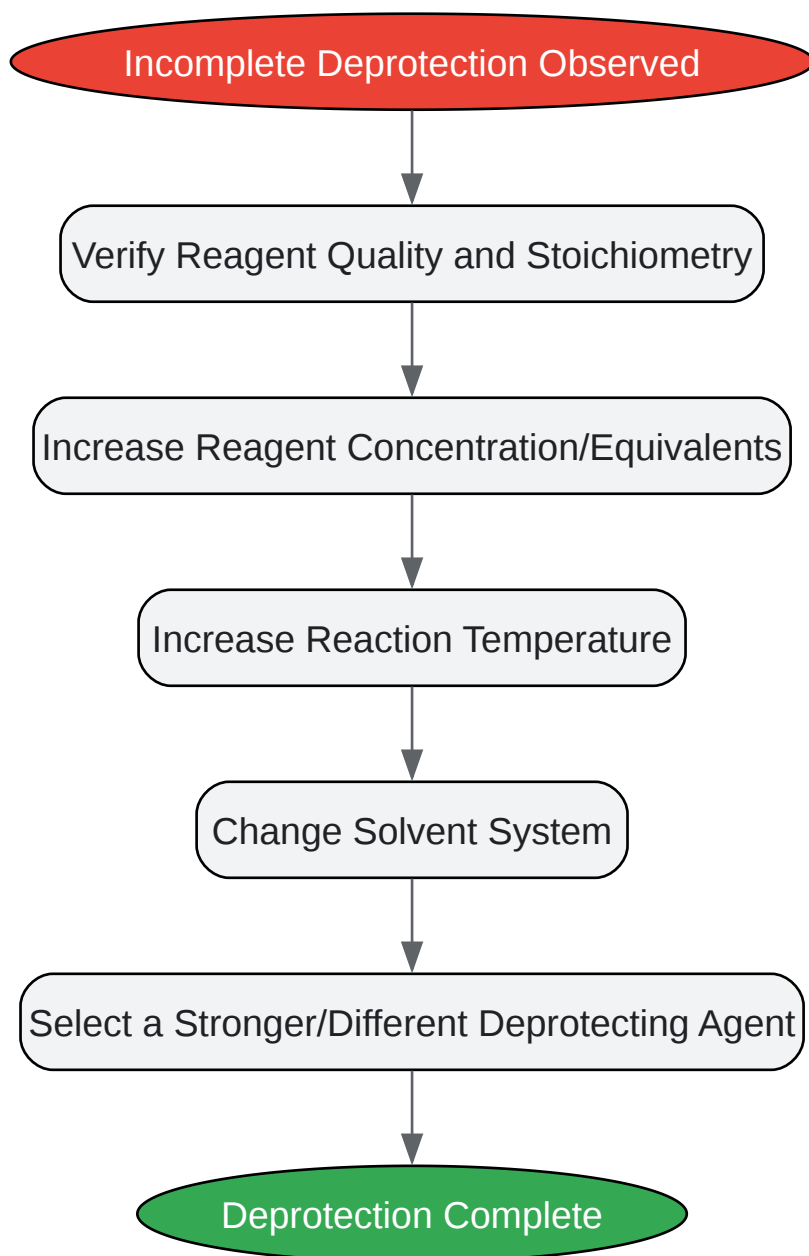 Incomplete Deprotection Observed
Verify Reagent Quality and Stoichiometry
Increase Reagent Concentration/Equivalents
Increase Reaction Temperature
Change Solvent System
Select a Stronger/Different Deprotecting Agent
Deprotection Complete